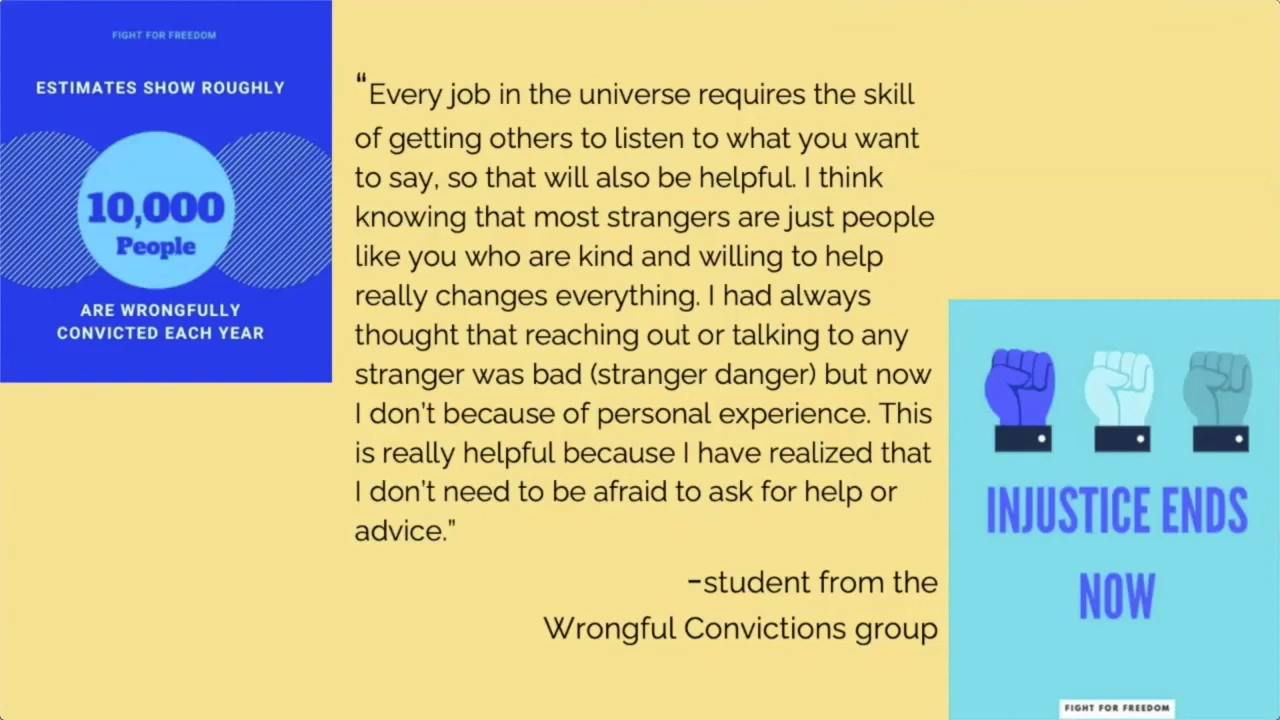 FIGHT FOR FREEDOM
ESTIMATES SHOW ROUGHLY
10,000
People
ARE WRONGFULLY
CONVICTED EACH YEAR
“Every job in the universe requires the skill
of getting others to listen to what you want
to say, so that will also be helpful. I think
knowing that most strangers are just people
like you who are kind and willing to help
really changes everything. I had always
thought that reaching out or talking to any
stranger was bad (stranger danger) but now
I don’t because of personal experience. This
is really helpful because I have realized that
I don’t need to be afraid to ask for help or
advice.”
–student from the
Wrongful Convictions group
INJUSTICE ENDS
NOW
FIGHT FOR FREEDOM